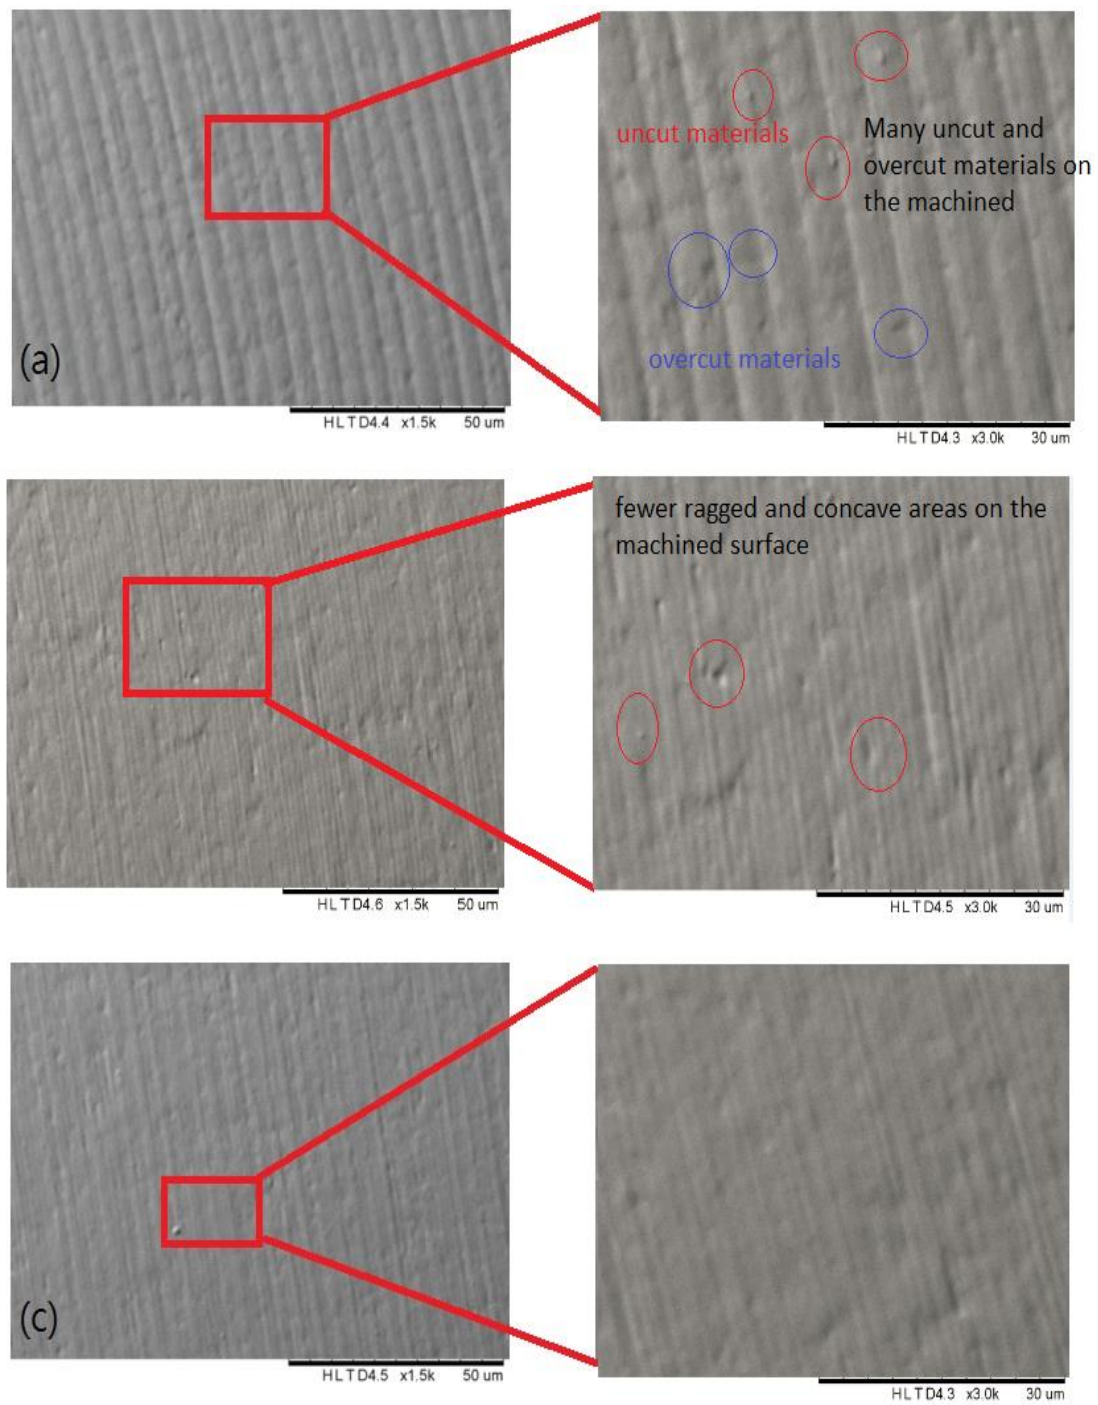 uncut materials
Many uncut and
overcut materials on
the machined
overcut materials
(a)
HLTD4.4 x1.5k 50 um
HLTD4.3 x3.0k 30 um
fewer ragged and concave areas on the
machined surface
HLTD4.6 x1.5k 50 um
HLTD4.5 x3.0k 30 um
(c)
HLTD4.5 x1.5k 50 um
HLTD4.3 x3.0k 30 um